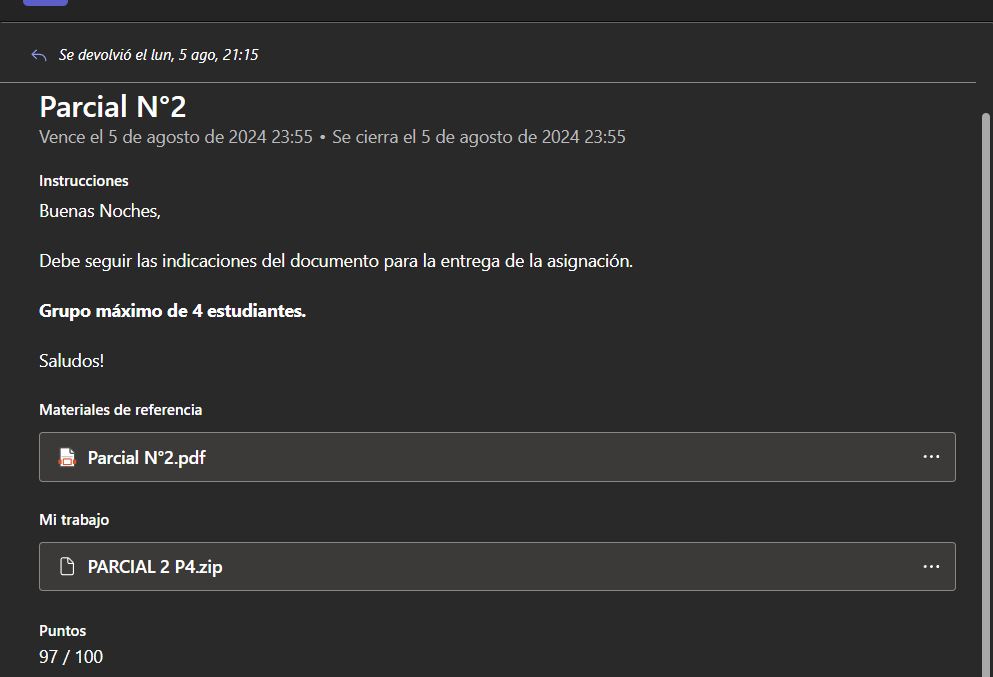 Se devolvió el lun, 5 ago, 21:15
Parcial N°2
Vence el 5 de agosto de 2024 23:55 • Se cierra el 5 de agosto de 2024 23:55
Instrucciones
Buenas Noches,
Debe seguir las indicaciones del documento para la entrega de la asignación.
Grupo máximo de 4 estudiantes.
Saludos!
Materiales de referencia
Parcial N°2.pdf
Mi trabajo
PARCIAL 2 P4.zip
Puntos
97 / 100